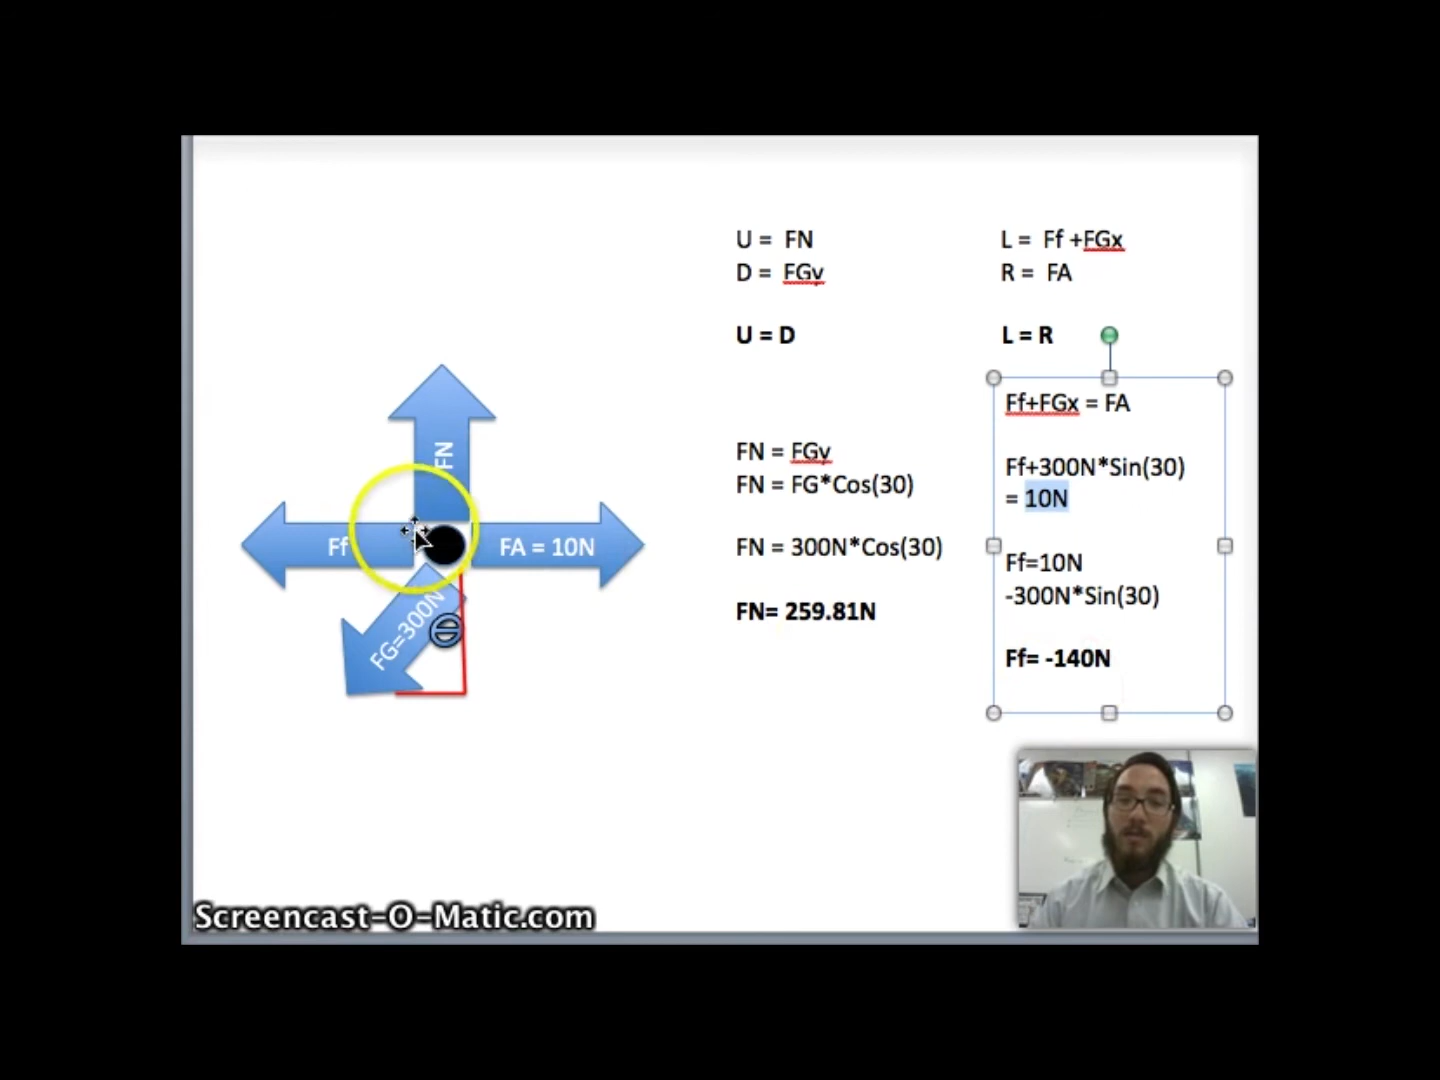 U = FN
D = FGy
U = D
L = Ff +FGx
R = FA
L = R
Ff+FGx = FA
Ff+300N*Sin(30)
= 10N
Ff=10N
-300N*Sin(30)
Ff= -140N
FN = FGy
FN = FG*Cos(30)
FN = 300N*Cos(30)
FN= 259.81N
FN
Ff
FA = 10N
FG=300N
Screencast-O-Matic.com